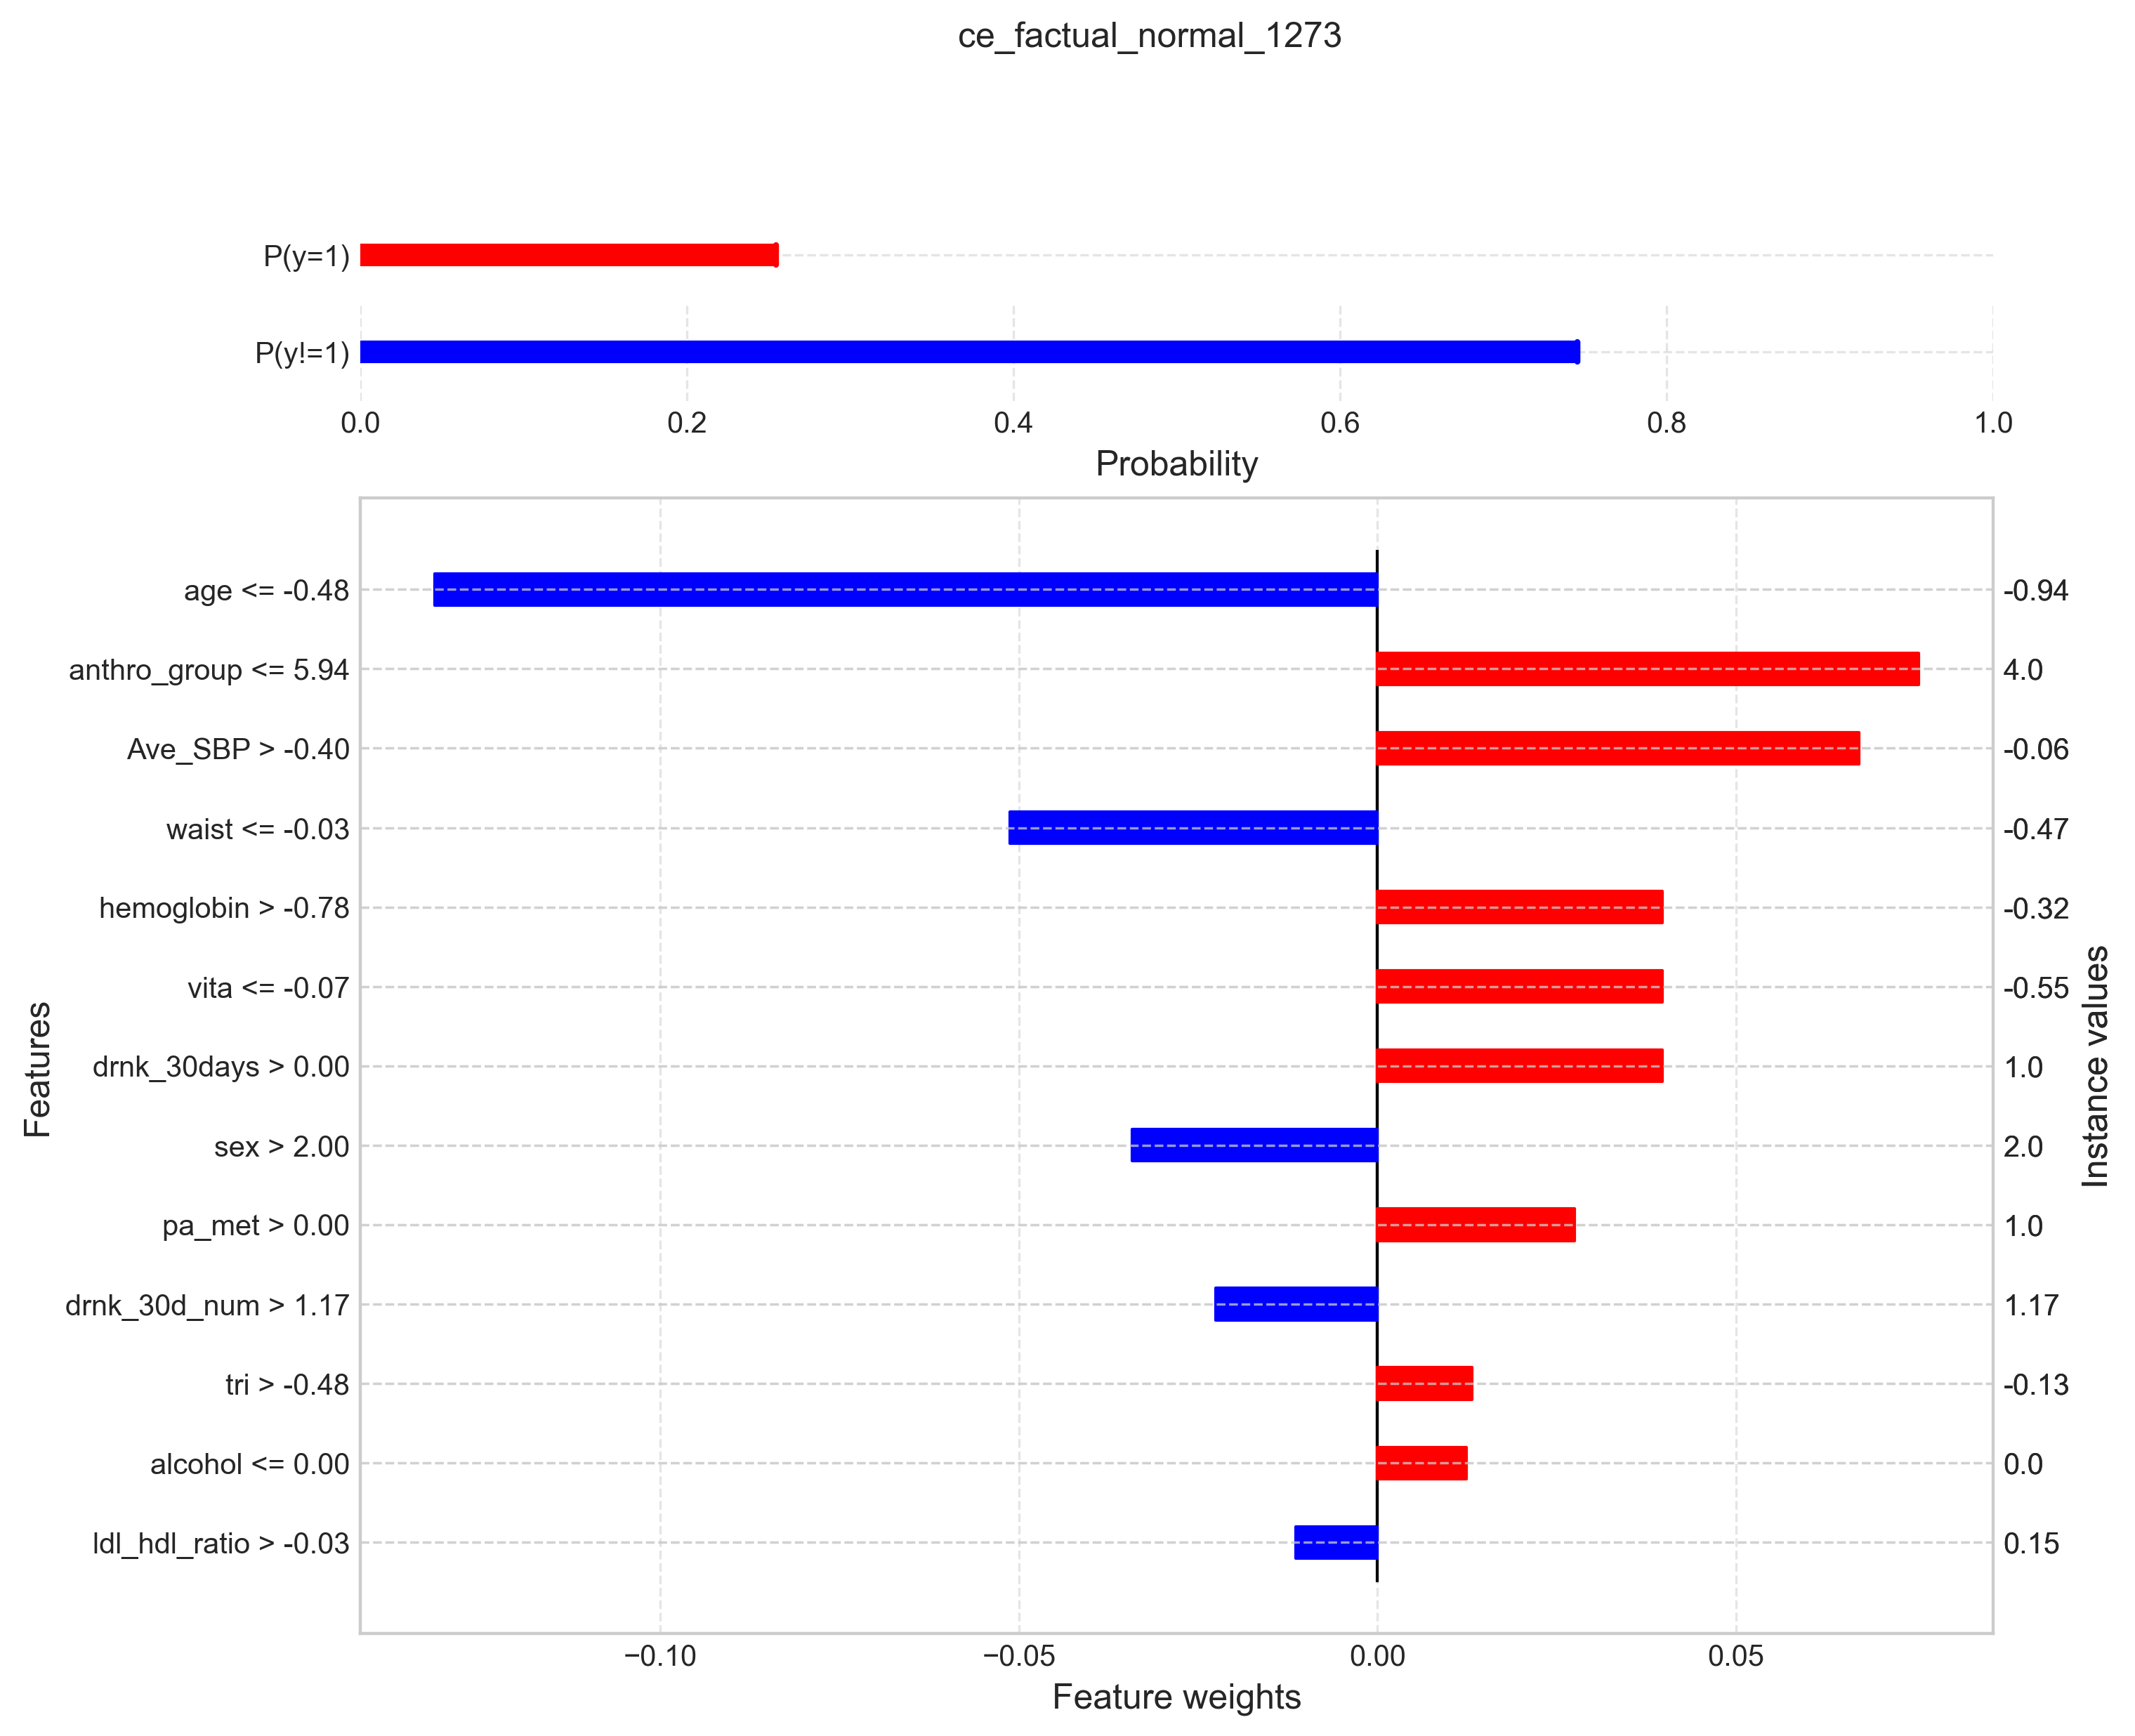 ce_factual_normal_1273
P(y=1)
P(y!=1)
0.0 0.2 0.4 0.6 0.8 1.0
Probability
age <= -0.48 -0.94
anthro_group <= 5.94 4.0
Ave_SBP > -0.40 -0.06
waist <= -0.03 -0.47
hemoglobin > -0.78 -0.32
vita <= -0.07 -0.55
drnk_30days > 0.00 1.0
sex > 2.00 2.0
pa_met > 0.00 1.0
drnk_30d_num > 1.17 1.17
tri > -0.48 -0.13
alcohol <= 0.00 0.0
ldl_hdl_ratio > -0.03 0.15
Features
Instance values
−0.10 −0.05 0.00 0.05
Feature weights